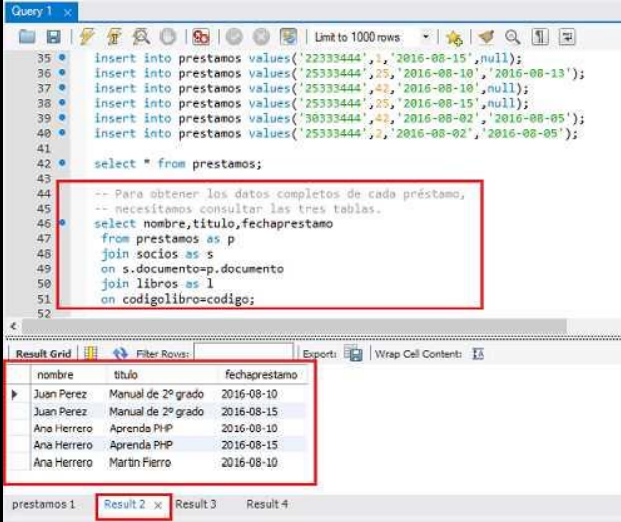 Query 1
Limit to 1000 rows
35 insert into prestamos values('22333444',1,'2016-08-15',null);
36 insert into prestamos values('25333444',25,'2016-08-10','2016-08-13');
37 insert into prestamos values('25333444',42,'2016-08-10',null);
38 insert into prestamos values('25333444',25,'2016-08-15',null);
39 insert into prestamos values('30333444',42,'2016-08-02','2016-08-05');
40 insert into prestamos values('25333444',2,'2016-08-02','2016-08-05');
41
42 select * from prestamos;
43
44 -- Para obtener los datos completos de cada préstamo,
45 -- necesitamos consultar las tres tablas.
46 select nombre,titulo,fechaprestamo
47 from prestamos as p
48 join socios as s
49 on s.documento=p.documento
50 join libros as l
51 on codigolibro=codigo;
52
Result Grid Filter Rows: Export: Wrap Cell Content:
nombre titulo fechaprestamo
Juan Perez Manual de 2º grado 2016-08-10
Juan Perez Manual de 2º grado 2016-08-15
Ana Herrero Aprenda PHP 2016-08-10
Ana Herrero Aprenda PHP 2016-08-15
Ana Herrero Martin Fierro 2016-08-10
prestamos 1 Result 2 Result 3 Result 4